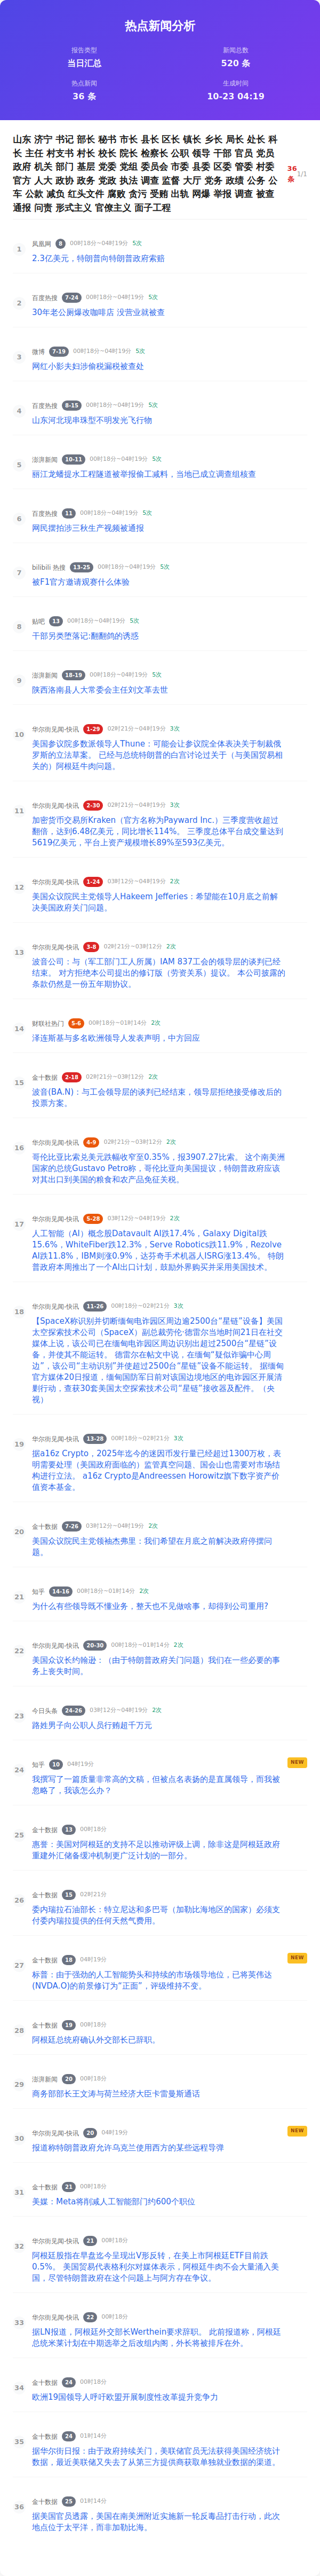 热点新闻分析
报告类型
当日汇总
新闻总数
520 条
热点新闻
36 条
生成时间
10-23 04:19
山东 济宁 书记 部长 秘书 市长 县长 区长 镇长 乡长 局长 处长 科
长 主任 村支书 村长 校长 院长 检察长 公职 领导 干部 官员 党员
政府 机关 部门 基层 党委 党组 委员会 市委 县委 区委 管委 村委
官方 人大 政协 政务 党政 执法 调查 监督 大厅 党务 政绩 公务 公
车 公款 减负 红头文件 腐败 贪污 受贿 出轨 网爆 举报 调查 被查
通报 问责 形式主义 官僚主义 面子工程
36
条
1/1
1
凤凰网 8 00时18分~04时19分 5次
2.3亿美元，特朗普向特朗普政府索赔
2
百度热搜 7-24 00时18分~04时19分 5次
30年老公厕爆改咖啡店 没营业就被查
3
微博 7-19 00时18分~04时19分 5次
网红小影夫妇涉偷税漏税被查处
4
百度热搜 8-15 00时18分~04时19分 5次
山东河北现串珠型不明发光飞行物
5
澎湃新闻 10-11 00时18分~04时19分 5次
丽江龙蟠提水工程隧道被举报偷工减料，当地已成立调查组核查
6
百度热搜 11 00时18分~04时19分 5次
网民摆拍涉三秋生产视频被通报
7
bilibili 热搜 13-25 00时18分~04时19分 5次
被F1官方邀请观赛什么体验
8
贴吧 13 00时18分~04时19分 5次
干部另类堕落记:翻翻鸽的诱惑
9
澎湃新闻 18-19 00时18分~04时19分 5次
陕西洛南县人大常委会主任刘文革去世
10
华尔街见闻-快讯 1-29 02时21分~04时19分 3次
美国参议院多数派领导人Thune：可能会让参议院全体表决关于制裁俄
罗斯的立法草案。 已经与总统特朗普的白宫讨论过关于（与美国贸易相
关的）阿根廷牛肉问题。
11
华尔街见闻-快讯 2-30 02时21分~04时19分 3次
加密货币交易所Kraken（官方名称为Payward Inc.）三季度营收超过
翻倍，达到6.48亿美元，同比增长114%。 三季度总体平台成交量达到
5619亿美元，平台上资产规模增长89%至593亿美元。
12
华尔街见闻-快讯 1-24 03时12分~04时19分 2次
美国众议院民主党领袖人Hakeem Jefferies：希望能在10月底之前解
决美国政府关门问题。
13
华尔街见闻-快讯 3-8 02时21分~03时12分 2次
波音公司：与（军工部门工人所属）IAM 837工会的领导层的谈判已经
结束。 对方拒绝本公司提出的修订版（劳资关系）提议。 本公司披露的
条款仍然是一份五年期协议。
14
财联社热门 5-6 00时18分~01时14分 2次
泽连斯基与多名欧洲领导人发表声明，中方回应
15
金十数据 2-18 02时21分~03时12分 2次
波音(BA.N)：与工会领导层的谈判已经结束，领导层拒绝接受修改后的
投票方案。
16
华尔街见闻-快讯 4-9 02时21分~03时12分 2次
哥伦比亚比索兑美元跌幅收窄至0.35%，报3907.27比索。 这个南美洲
国家的总统Gustavo Petro称，哥伦比亚向美国提议，特朗普政府应该
对其出口到美国的粮食和农产品免征关税。
17
华尔街见闻-快讯 5-28 03时12分~04时19分 2次
人工智能（AI）概念股Datavault AI跌17.4%，Galaxy Digital跌
15.6%，WhiteFiber跌12.3%，Serve Robotics跌11.9%，Rezolve
AI跌11.8%，IBM则涨0.9%，达芬奇手术机器人ISRG涨13.4%。 特朗
普政府本周推出了一个AI出口计划，鼓励外界购买并采用美国技术。
18
华尔街见闻-快讯 11-26 00时18分~02时21分 3次
【SpaceX称识别并切断缅甸电诈园区周边逾2500台“星链”设备】美国
太空探索技术公司（SpaceX）副总裁劳伦·德雷尔当地时间21日在社交
媒体上说，该公司已在缅甸电诈园区周边识别出超过2500台“星链”设
备，并使其不能运转。 德雷尔在帖文中说，在缅甸“疑似诈骗中心周
边”，该公司“主动识别”并使超过2500台“星链”设备不能运转。 据缅甸
官方媒体20日报道，缅甸国防军日前对该国边境地区的电诈园区开展清
剿行动，查获30套美国太空探索技术公司“星链”接收器及配件。（央
视）
19
华尔街见闻-快讯 13-28 00时18分~02时21分 3次
据a16z Crypto，2025年迄今的迷因币发行量已经超过1300万枚，表
明需要处理（美国政府面临的）监管真空问题、国会山也需要对市场结
构进行立法。 a16z Crypto是Andreessen Horowitz旗下数字资产价
值资本基金。
20
金十数据 7-26 03时12分~04时19分 2次
美国众议院民主党领袖杰弗里：我们希望在月底之前解决政府停摆问
题。
21
知乎 14-16 00时18分~01时14分 2次
为什么有些领导既不懂业务，整天也不见做啥事，却得到公司重用?
22
华尔街见闻-快讯 20-30 00时18分~01时14分 2次
美国众议长约翰逊：（由于特朗普政府关门问题）我们在一些必要的事
务上丧失时间。
23
今日头条 24-26 03时12分~04时19分 2次
路姓男子向公职人员行贿超千万元
24
知乎 10 04时19分
NEW
我撰写了一篇质量非常高的文稿，但被点名表扬的是直属领导，而我被
忽略了，我该怎么办？
25
金十数据 13 00时18分
惠誉：美国对阿根廷的支持不足以推动评级上调，除非这是阿根廷政府
重建外汇储备缓冲机制更广泛计划的一部分。
26
金十数据 15 02时21分
委内瑞拉石油部长：特立尼达和多巴哥（加勒比海地区的国家）必须支
付委内瑞拉提供的任何天然气费用。
27
金十数据 18 04时19分
NEW
标普：由于强劲的人工智能势头和持续的市场领导地位，已将英伟达
(NVDA.O)的前景修订为“正面”，评级维持不变。
28
金十数据 19 00时18分
阿根廷总统府确认外交部长已辞职。
29
澎湃新闻 20 00时18分
商务部部长王文涛与荷兰经济大臣卡雷曼斯通话
30
华尔街见闻-快讯 20 04时19分
NEW
报道称特朗普政府允许乌克兰使用西方的某些远程导弹
31
金十数据 21 00时18分
美媒：Meta将削减人工智能部门约600个职位
32
华尔街见闻-快讯 21 00时18分
阿根廷股指在早盘迄今呈现出V形反转，在美上市阿根廷ETF目前跌
0.5%。 美国贸易代表格利尔对媒体表示，阿根廷牛肉不会大量涌入美
国，尽管特朗普政府在这个问题上与阿方存在争议。
33
华尔街见闻-快讯 22 00时18分
据LN报道，阿根廷外交部长Werthein要求辞职。 此前报道称，阿根廷
总统米莱计划在中期选举之后改组内阁，外长将被排斥在外。
34
金十数据 24 00时18分
欧洲19国领导人呼吁欧盟开展制度性改革提升竞争力
35
金十数据 24 01时14分
据华尔街日报：由于政府持续关门，美联储官员无法获得美国经济统计
数据，最近美联储又失去了从第三方提供商获取单独就业数据的渠道。
36
金十数据 25 01时14分
据美国官员透露，美国在南美洲附近实施新一轮反毒品打击行动，此次
地点位于太平洋，而非加勒比海。